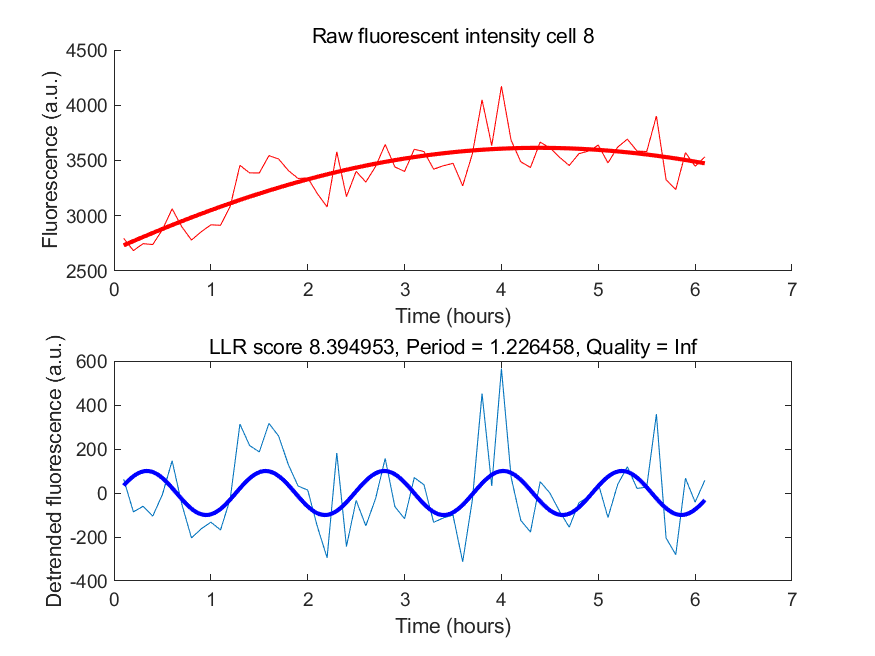 Raw fluorescent intensity cell 8
Fluorescence (a.u.)
4500
4000
3500
3000
2500
0 1 2 3 4 5 6 7
Time (hours)
LLR score 8.394953, Period = 1.226458, Quality = Inf
Detrended fluorescence (a.u.)
600
400
200
0
-200
-400
0 1 2 3 4 5 6 7
Time (hours)